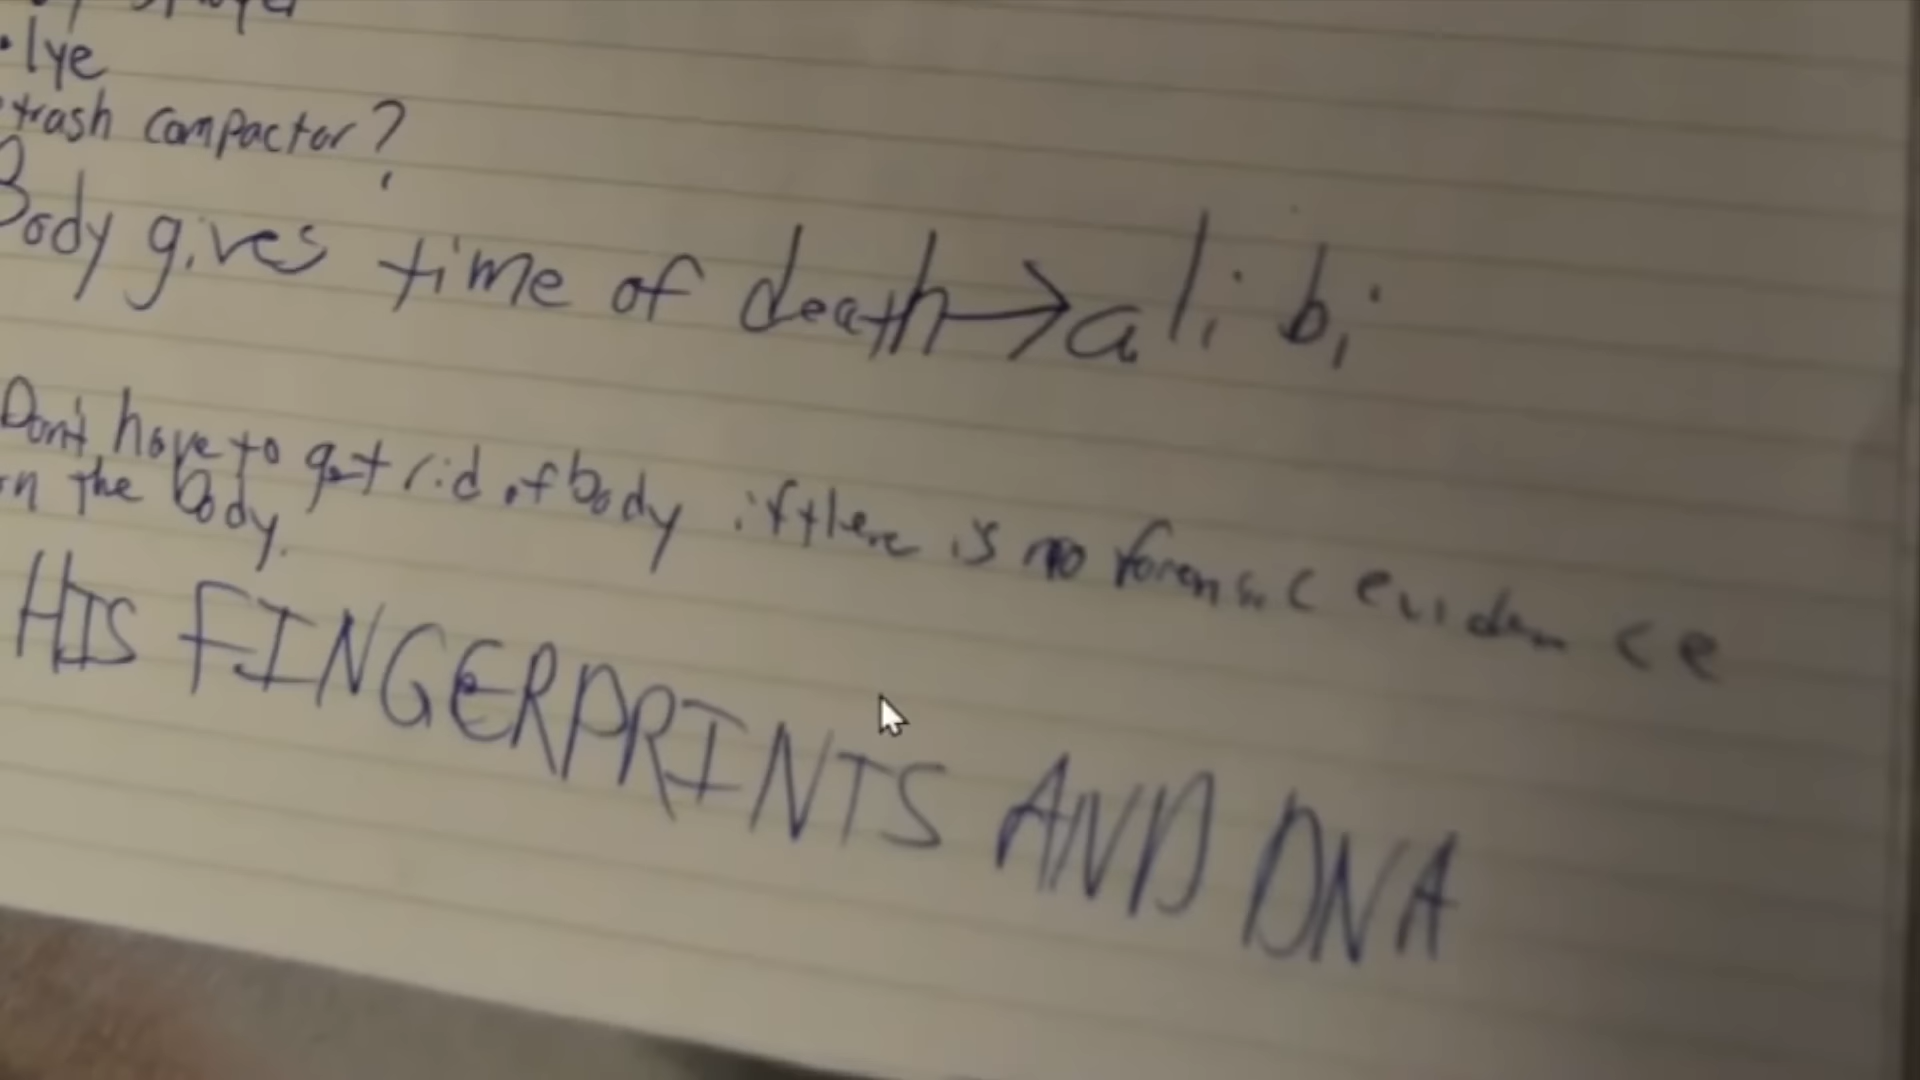 •lye
trash compactor?
Body gives time of death→alibi
Don't have to get rid of body if there is no forensic evidence
on the body.
HIS FINGERPRINTS AND DNA